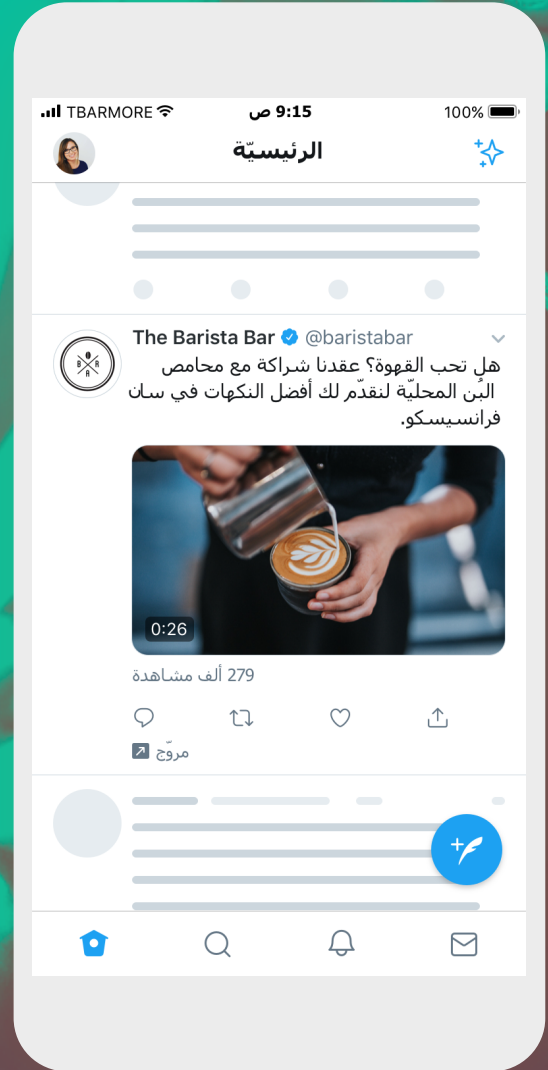 TBARMORE 9:15 ص 100%
الرئيسيّة
The Barista Bar @baristabar
هل تحب القهوة؟ عقدنا شراكة مع محامص
البُن المحليّة لنقدّم لك أفضل النكهات في سان
فرانسيسكو.
B R
A
0:26
279 ألف مشاهدة
مروّج